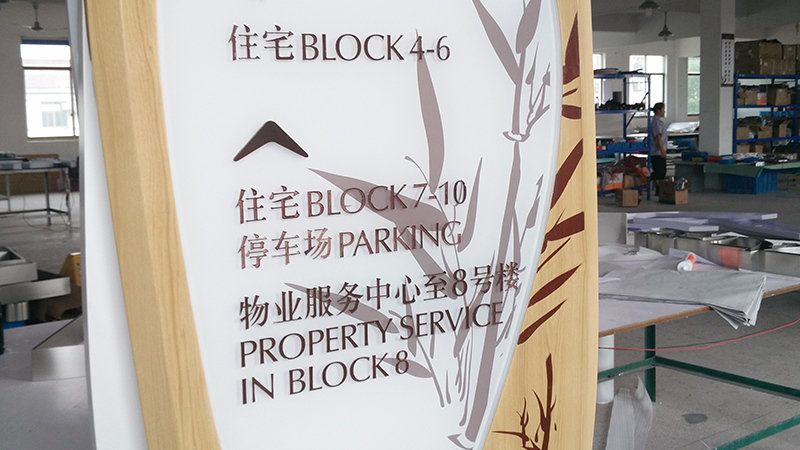 住宅 BLOCK 4-6
住宅 BLOCK 7-10
停车场 PARKING
物业服务中心至8号楼
PROPERTY SERVICE
IN BLOCK 8